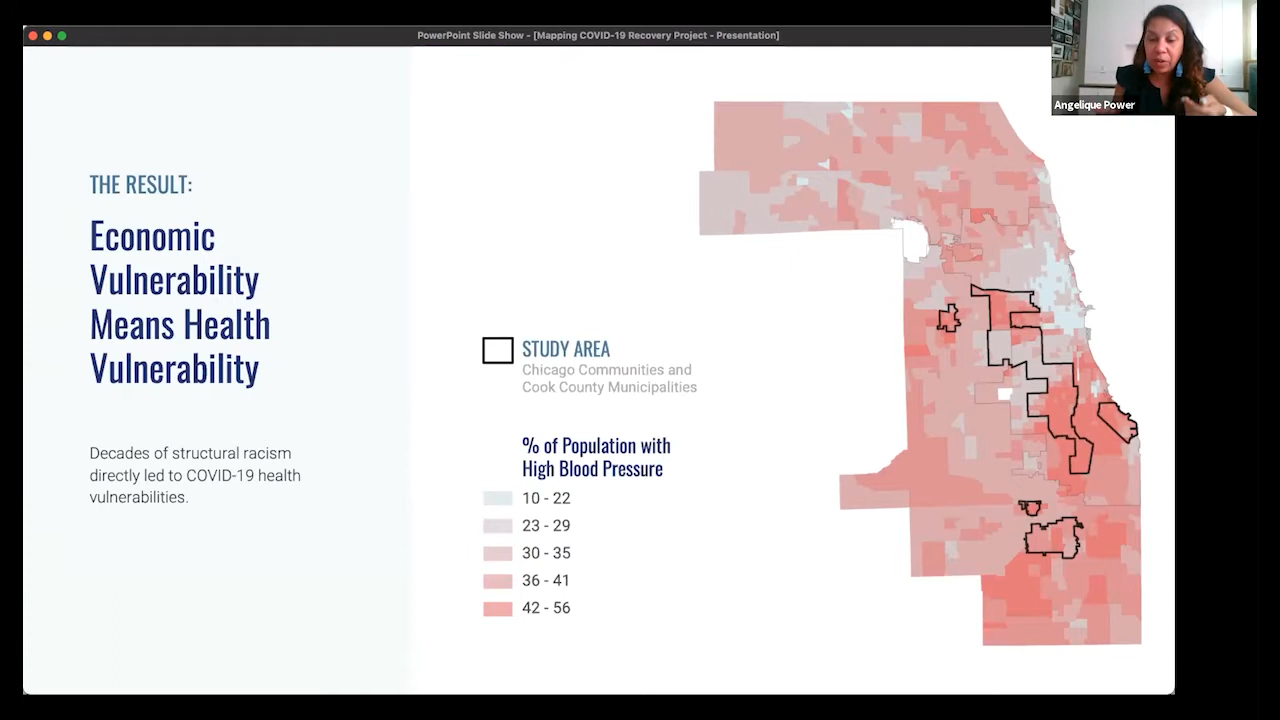 PowerPoint Slide Show - [Mapping COVID-19 Recovery Project - Presentation]
Angelique Power
THE RESULT:
Economic
Vulnerability
Means Health
Vulnerability
Decades of structural racism
directly led to COVID-19 health
vulnerabilities.
STUDY AREA
Chicago Communities and
Cook County Municipalities
% of Population with
High Blood Pressure
10 - 22
23 - 29
30 - 35
36 - 41
42 - 56